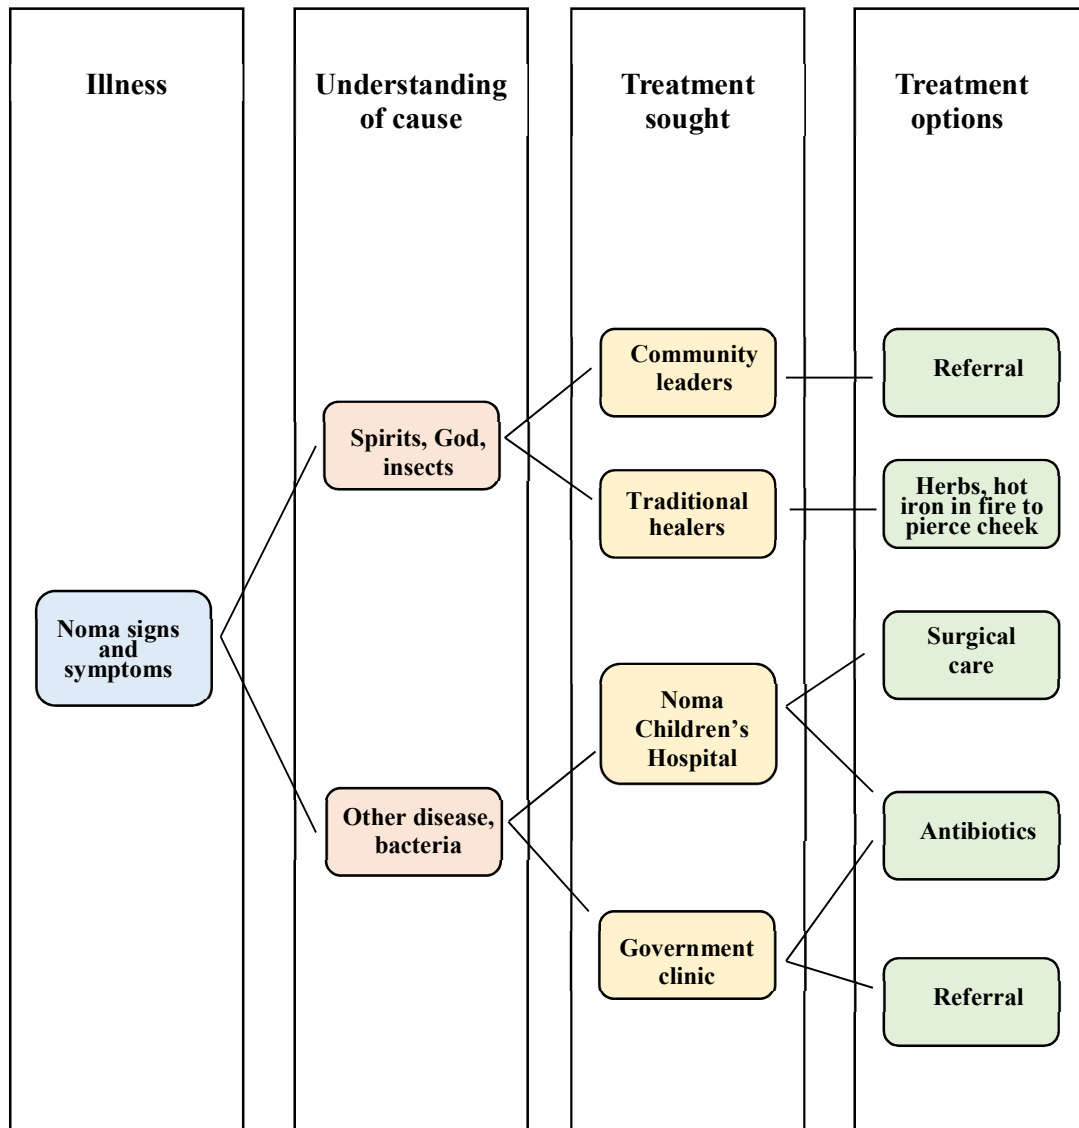 Illness
Understanding
of cause
Treatment
sought
Treatment
options
Noma signs
and
symptoms
Spirits, God,
insects
Other disease,
bacteria
Community
leaders
Traditional
healers
Noma
Children’s
Hospital
Government
clinic
Referral
Herbs, hot
iron in fire to
pierce cheek
Surgical
care
Antibiotics
Referral